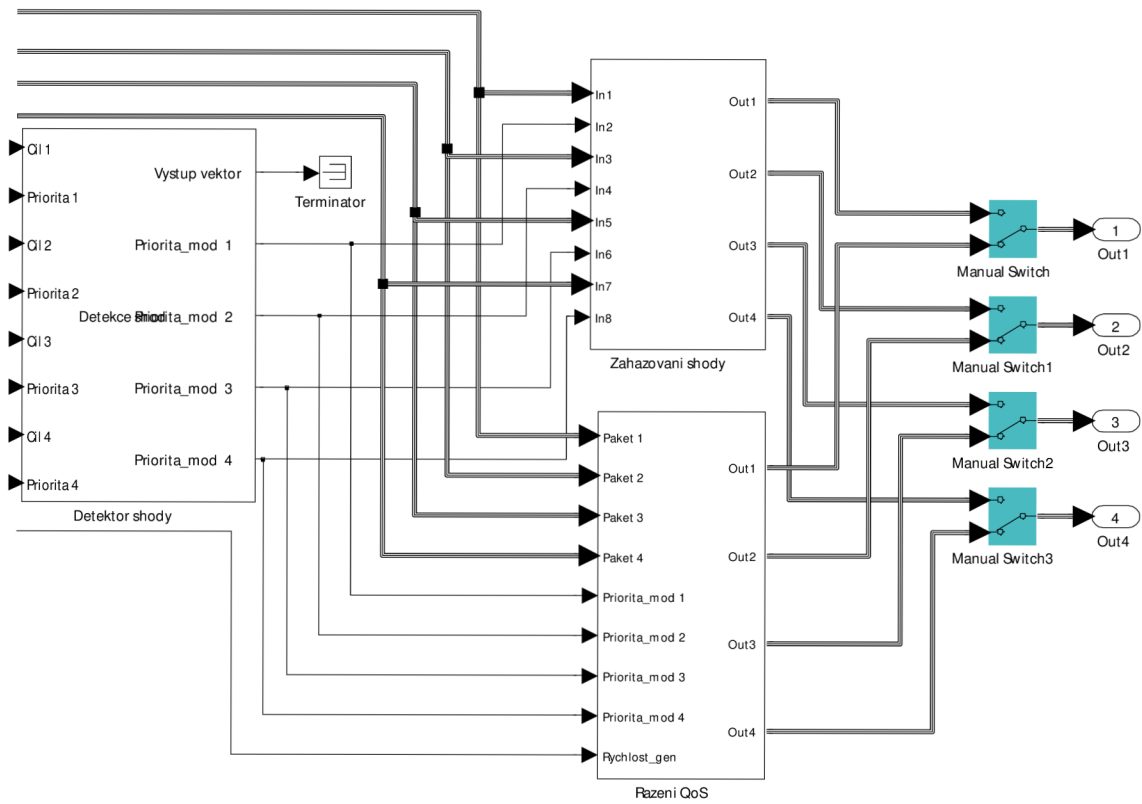 Cil 1
Priorita 1
Cil 2
Priorita 2
Cil 3
Priorita 3
Cil 4
Priorita 4
Vystup vektor
Priorita_mod 1
Detekce shod
Priorita_mod 2
Priorita_mod 3
Priorita_mod 4
Detektor shody
Terminator
In1
In2
In3
In4
In5
In6
In7
In8
Out1
Out2
Out3
Out4
Zahazovani shody
Paket 1
Paket 2
Paket 3
Paket 4
Priorita_mod 1
Priorita_mod 2
Priorita_mod 3
Priorita_mod 4
Rychlost_gen
Out1
Out2
Out3
Out4
Razeni QoS
Manual Switch
1
Out1
Manual Switch1
2
Out2
Manual Switch2
3
Out3
Manual Switch3
4
Out4